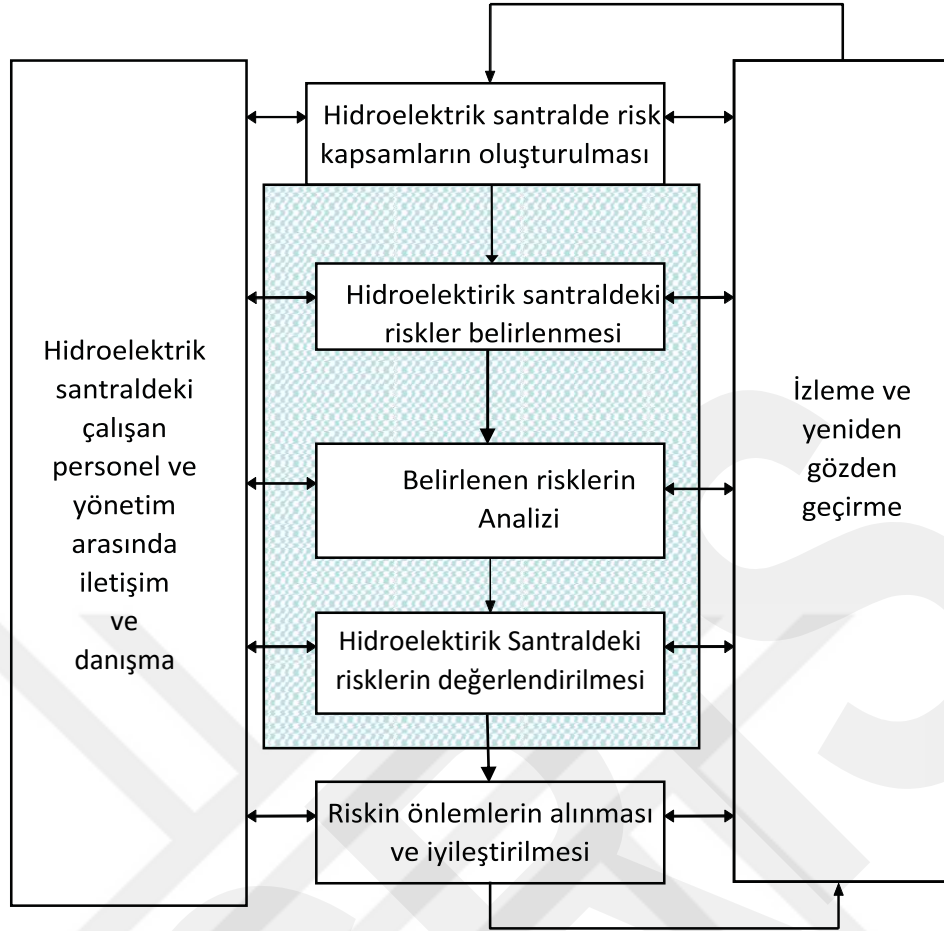 Hidroelektrik santralde risk
kapsamların oluşturulması
Hidroelektirik santraldeki
riskler belirlenmesi
Belirlenen risklerin
Analizi
Hidroelektirik Santraldeki
risklerin değerlendirilmesi
Riskin önlemlerin alınması
ve iyileştirilmesi
Hidroelektrik
santraldeki
çalışan
personel ve
yönetim
arasında
iletişim
ve
danışma
İzleme ve
yeniden
gözden
geçirme